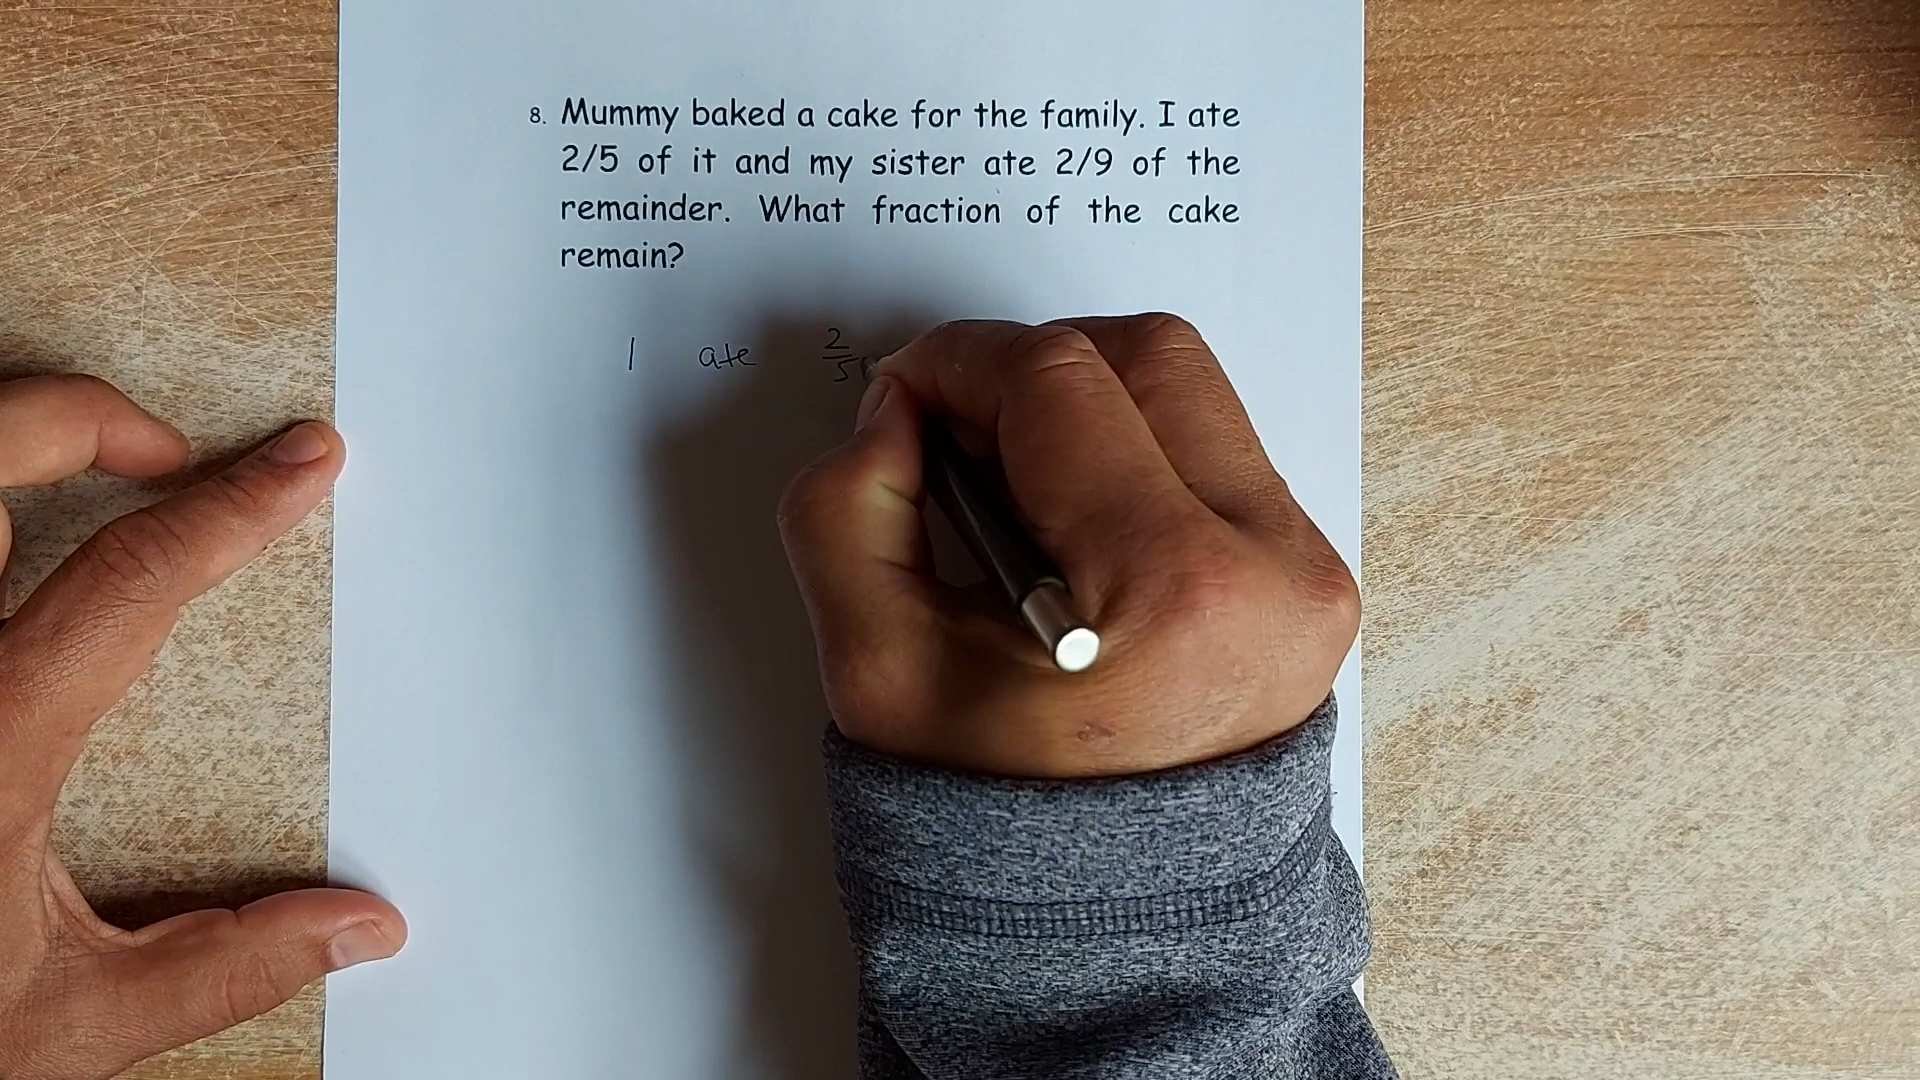 8. Mummy baked a cake for the family. I ate
2/5 of it and my sister ate 2/9 of the
remainder. What fraction of the cake
remain?
I ate 2/5